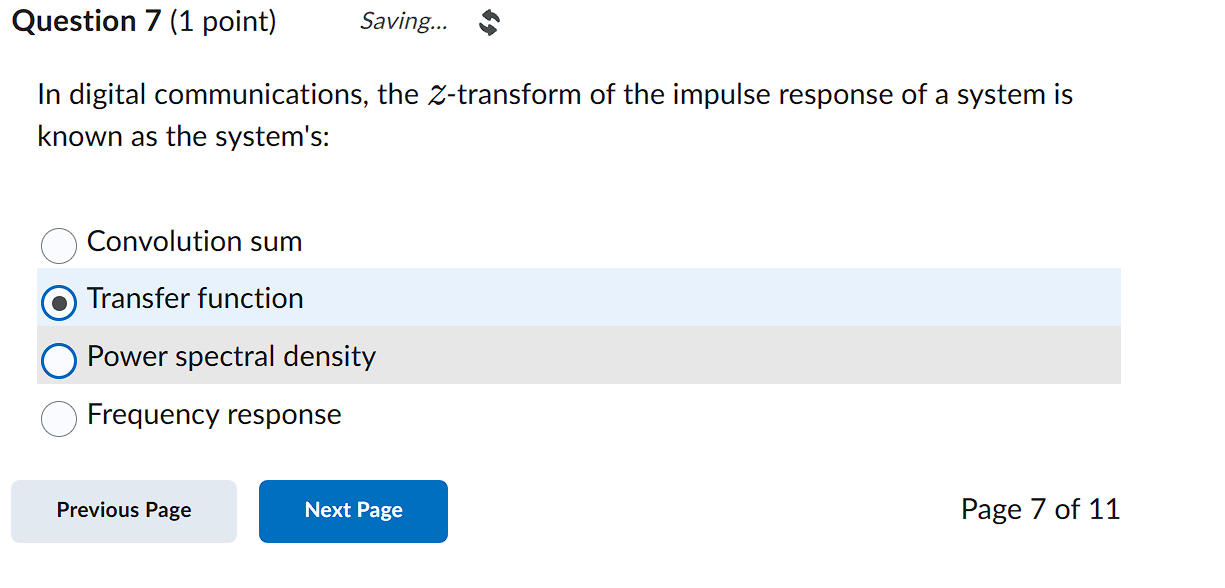 Question 7 (1 point) Saving...
In digital communications, the z-transform of the impulse response of a system is
known as the system's:
Convolution sum
Transfer function
Power spectral density
Frequency response
Previous Page Next Page Page 7 of 11